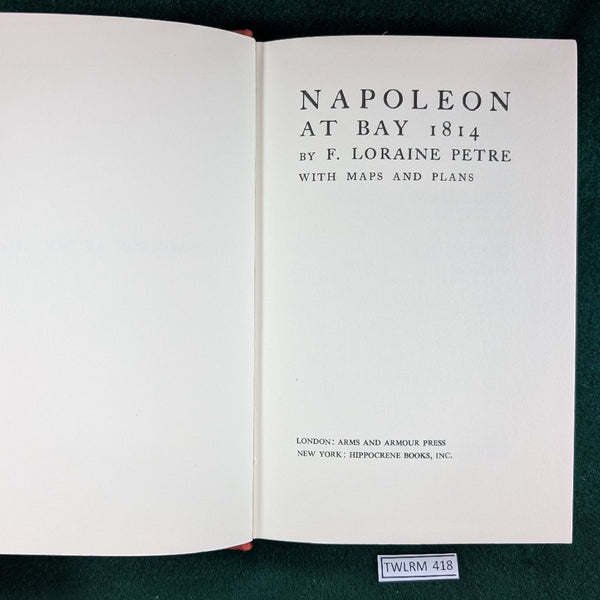 NAPOLEON
AT BAY 1814
BY F. LORAINE PETRE
WITH MAPS AND PLANS
LONDON: ARMS AND ARMOUR PRESS
NEW YORK: HIPPOCRENE BOOKS, INC.
TWLRM 418